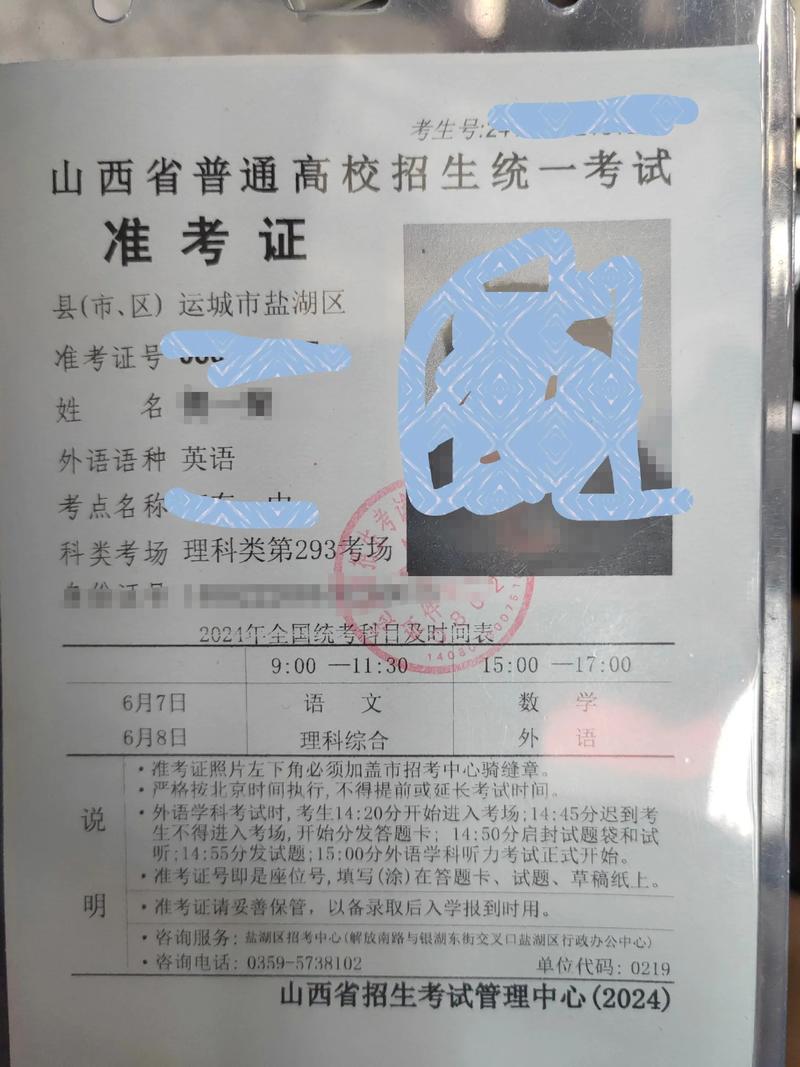 考生号:24
山西省普通高校招生统一考试
准考证
县(市、区) 运城市盐湖区
准考证号
姓 名
外语语种 英语
考点名称
科类考场 理科类第293考场
身份证号
2024年全国统考科目及时间表
9:00 —11:30 15:00 —17:00
6月7日 语 文 数 学
6月8日 理科综合 外 语
说 明
·准考证照片左下角必须加盖市招考中心骑缝章。
·严格按北京时间执行,不得提前或延长考试时间。
·外语学科考试时,考生14:20分开始进入考场;14:45分迟到考
生不得进入考场,开始分发答题卡; 14:50分启封试题袋和试
听;14:55分发试题;15:00分外语学科听力考试正式开始。
·准考证号即是座位号,填写(涂)在答题卡、试题、草稿纸上。
·准考证请妥善保管，以备录取后入学报到时用。
·咨询服务: 盐湖区招考中心(解放南路与银湖东街交叉口盐湖区行政办公中心)
·咨询电话: 0359-5738102 单位代码: 0219
山西省招生考试管理中心(2024)